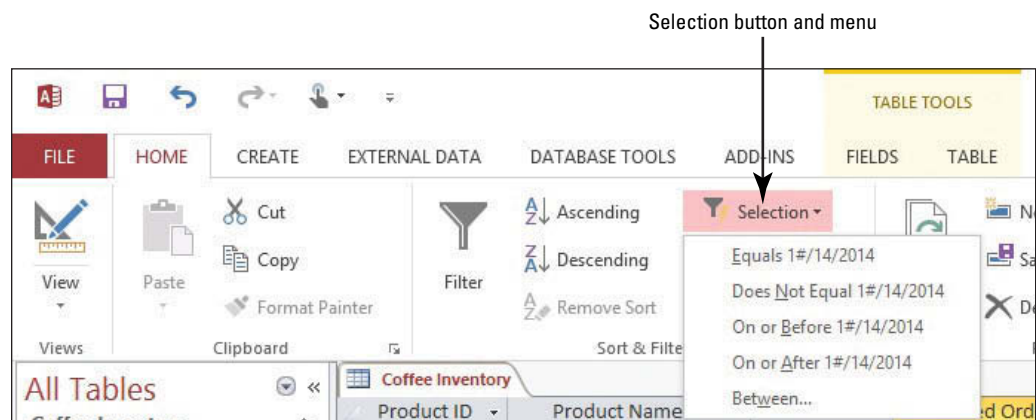 Selection button and menu
TABLE TOOLS
FILE HOME CREATE EXTERNAL DATA DATABASE TOOLS ADD-INS FIELDS TABLE
View
Paste
Cut
Copy
Format Painter
Filter
Ascending
Descending
Remove Sort
Selection
Equals 1#/14/2014
Does Not Equal 1#/14/2014
On or Before 1#/14/2014
On or After 1#/14/2014
Between...
Views Clipboard Sort & Filte
All Tables
Coffee Inventory
Product ID Product Name